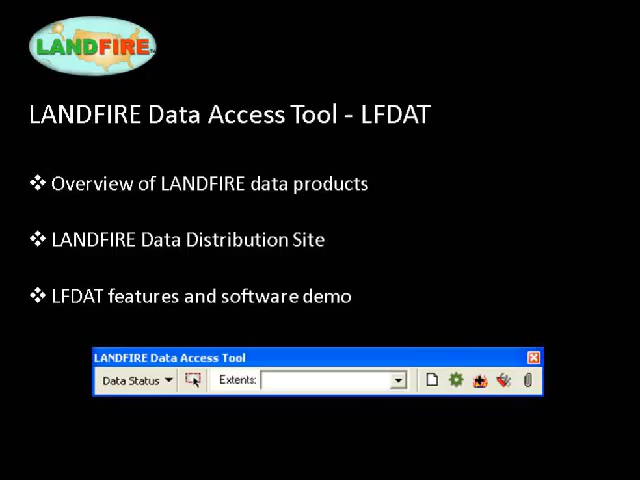 LANDFIRE
LANDFIRE Data Access Tool - LFDAT
❖ Overview of LANDFIRE data products
❖ LANDFIRE Data Distribution Site
❖ LFDAT features and software demo
LANDFIRE Data Access Tool
Data Status Extents: